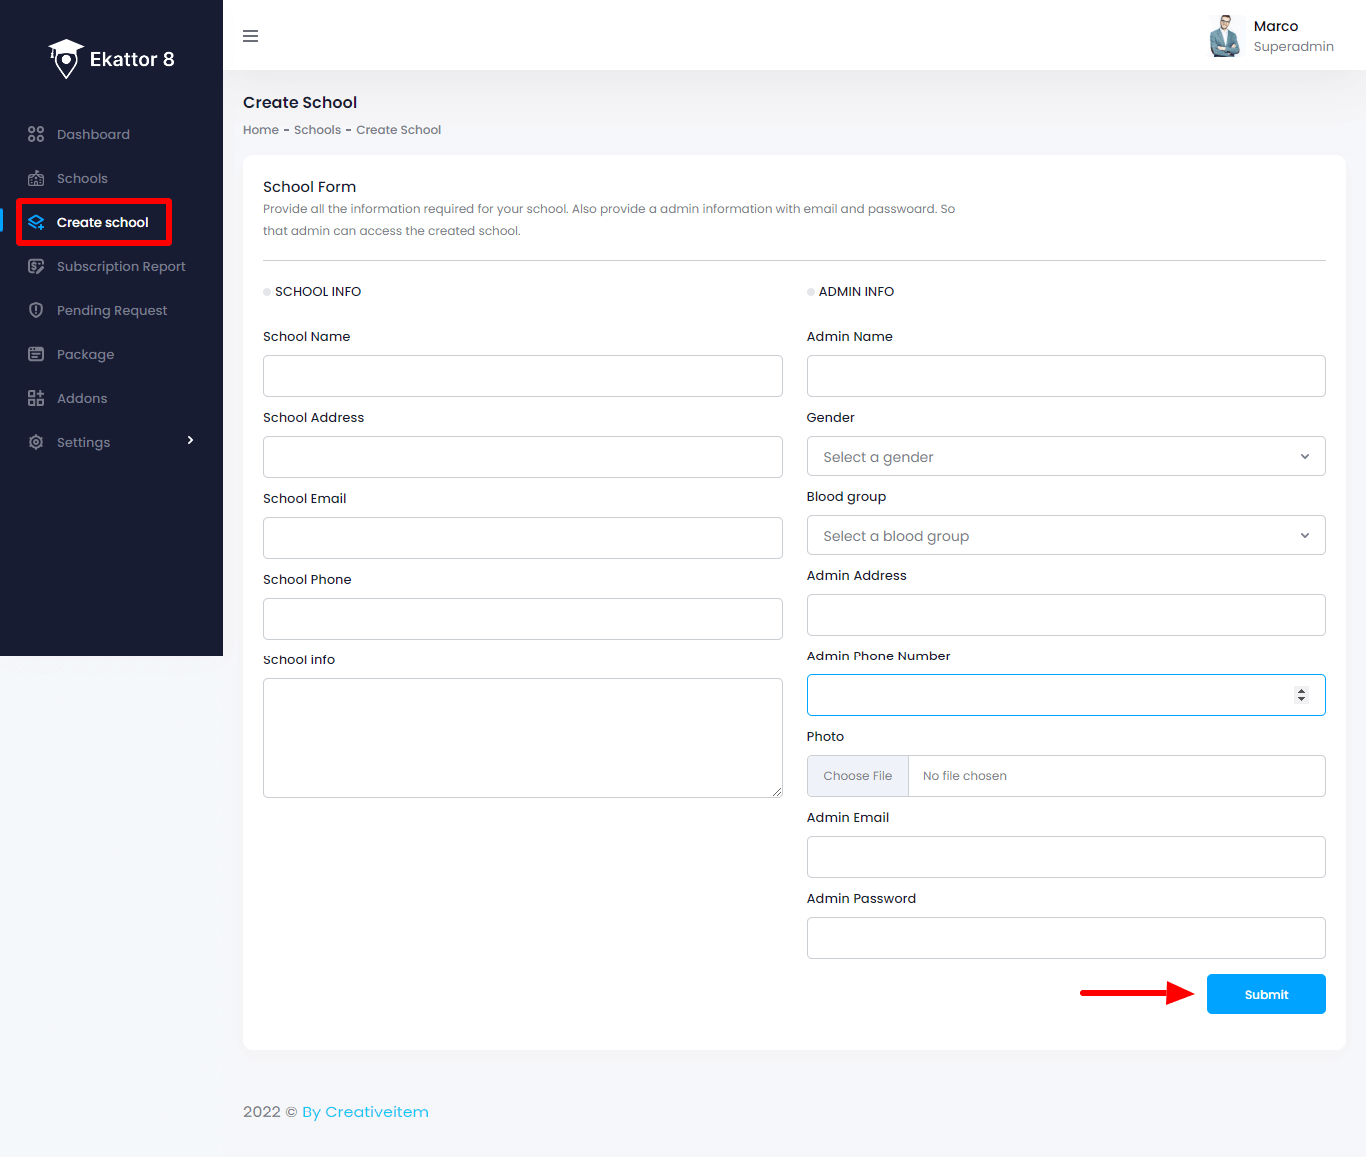 Ekattor 8
Marco
Superadmin
Dashboard
Schools
Create school
Subscription Report
Pending Request
Package
Addons
Settings
Create School
Home - Schools - Create School
School Form
Provide all the information required for your school. Also provide a admin information with email and passwoard. So
that admin can access the created school.
SCHOOL INFO
School Name
School Address
School Email
School Phone
School info
ADMIN INFO
Admin Name
Gender
Select a gender
Blood group
Select a blood group
Admin Address
Admin Phone Number
Photo
Choose File No file chosen
Admin Email
Admin Password
Submit
2022 © By Creativeitem